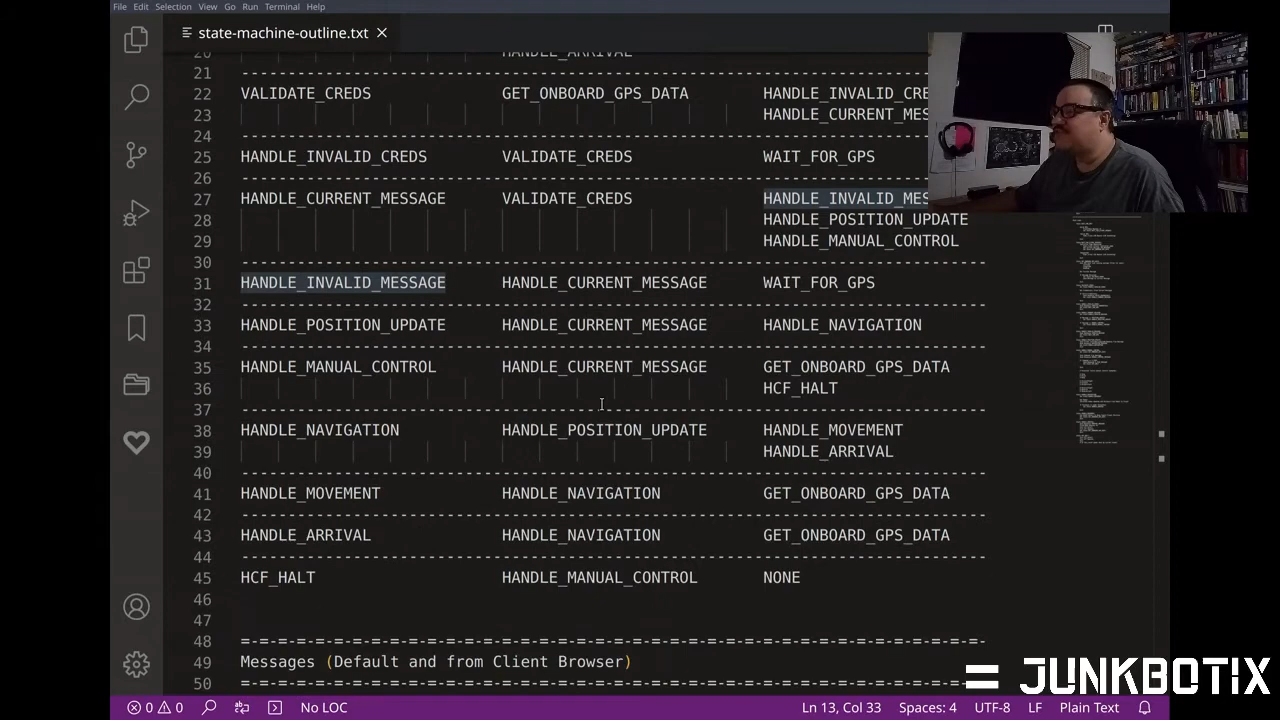 File Edit Selection View Go Run Terminal Help
state-machine-outline.txt
20 HANDLE_ARRIVAL
21 --------------------------------------------------------------------------------
22 VALIDATE_CREDS GET_ONBOARD_GPS_DATA HANDLE_INVALID_CRE
23 HANDLE_CURRENT_MES
24 --------------------------------------------------------------------------------
25 HANDLE_INVALID_CREDS VALIDATE_CREDS WAIT_FOR_GPS
26 --------------------------------------------------------------------------------
27 HANDLE_CURRENT_MESSAGE VALIDATE_CREDS HANDLE_INVALID_MES
28 HANDLE_POSITION_UPDATE
29 HANDLE_MANUAL_CONTROL
30 --------------------------------------------------------------------------------
31 HANDLE_INVALID_MESSAGE HANDLE_CURRENT_MESSAGE WAIT_FOR_GPS
32 --------------------------------------------------------------------------------
33 HANDLE_POSITION_UPDATE HANDLE_CURRENT_MESSAGE HANDLE_NAVIGATION
34 --------------------------------------------------------------------------------
35 HANDLE_MANUAL_CONTROL HANDLE_CURRENT_MESSAGE GET_ONBOARD_GPS_DATA
36 HCF_HALT
37 --------------------------------------------------------------------------------
38 HANDLE_NAVIGATION HANDLE_POSITION_UPDATE HANDLE_MOVEMENT
39 HANDLE_ARRIVAL
40 --------------------------------------------------------------------------------
41 HANDLE_MOVEMENT HANDLE_NAVIGATION GET_ONBOARD_GPS_DATA
42 --------------------------------------------------------------------------------
43 HANDLE_ARRIVAL HANDLE_NAVIGATION GET_ONBOARD_GPS_DATA
44 --------------------------------------------------------------------------------
45 HCF_HALT HANDLE_MANUAL_CONTROL NONE
46
47
48 =-=-=-=-=-=-=-=-=-=-=-=-=-=-=-=-=-=-=-=-=-=-=-=-=-=-=-=-=-=-=-=-=-=-=-=-=-=-=-=-
49 Messages (Default and from Client Browser)
50 =-=-=-=-=-=-=-=-=-=-=-=-=-=-=-=-=-=-=-=-=-=-=-=-=-=-=-=-=-=-=-=-=-=-=-=-=-=-=-=-
= JUNKBOTIX
0 0 No LOC Ln 13, Col 33 Spaces: 4 UTF-8 LF Plain Text